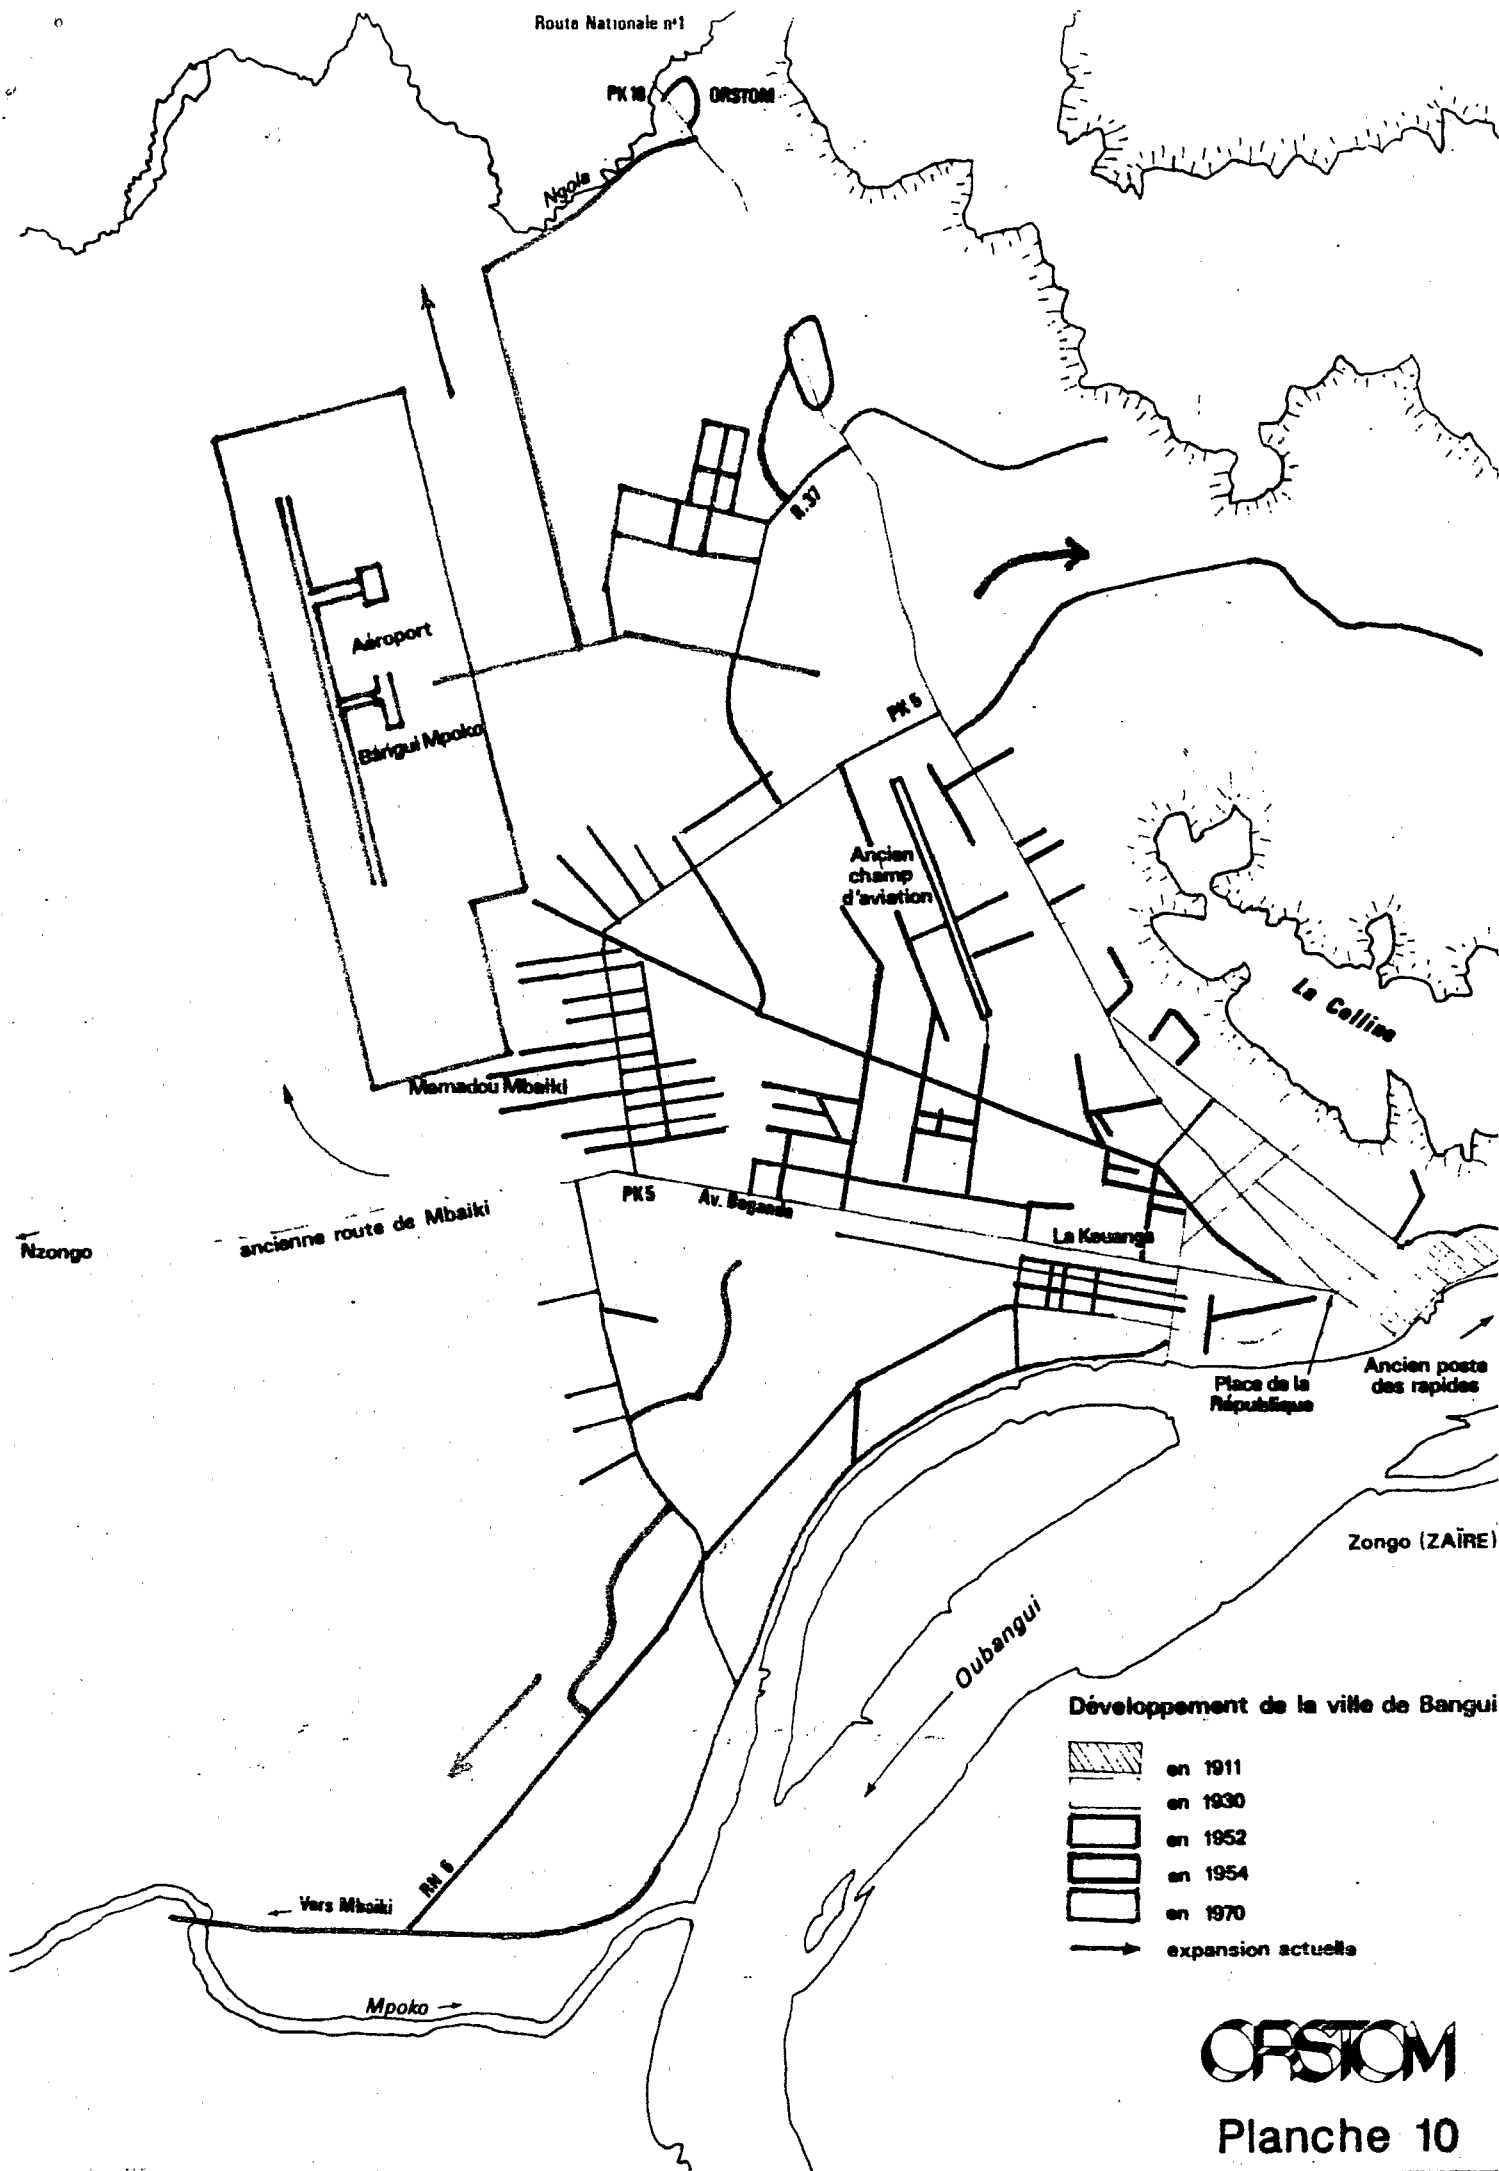 Route Nationale n°1
PK 18
ORSTOM
Ngola
R.37
Aéroport
PK 5
Bangui Mpoko
Ancien
champ
d'aviation
La Colline
Mamadou Mbaiki
PK5
Av. Boganda
ancienne route de Mbaiki
Nzongo
La Kouanga
Place de la
République
Ancien poste
des rapides
Zongo (ZAÏRE)
Oubangui
Développement de la ville de Bangui
en 1911
en 1930
en 1952
en 1954
en 1970
expansion actuelle
RN 6
Vers Mbaiki
Mpoko
ORSTOM
Planche 10